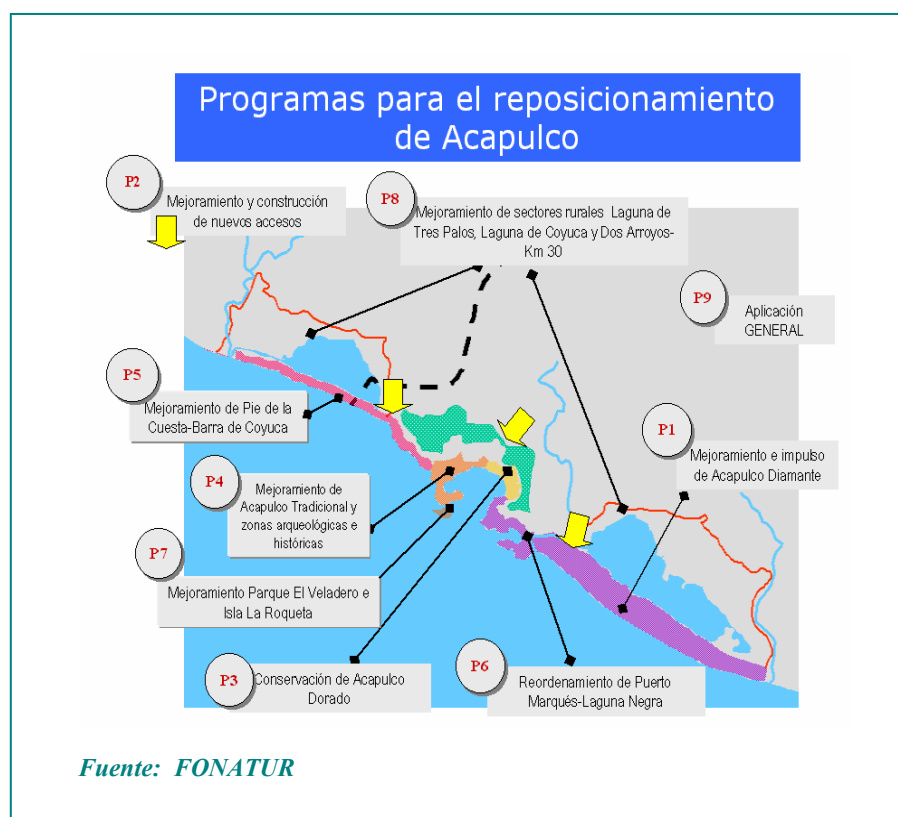 Programas para el reposicionamiento
de Acapulco
P2
Mejoramiento y construcción
de nuevos accesos
P8
Mejoramiento de sectores rurales Laguna de
Tres Palos, Laguna de Coyuca y Dos Arroyos-
Km 30
P9
Aplicación
GENERAL
P5
Mejoramiento de Pie de la
Cuesta-Barra de Coyuca
P1
Mejoramiento e impulso
de Acapulco Diamante
P4
Mejoramiento de
Acapulco Tradicional y
zonas arqueológicas e
históricas
P7
Mejoramiento Parque El Veladero e
Isla La Roqueta
P3
Conservación de Acapulco
Dorado
P6
Reordenamiento de Puerto
Marqués-Laguna Negra
Fuente: FONATUR